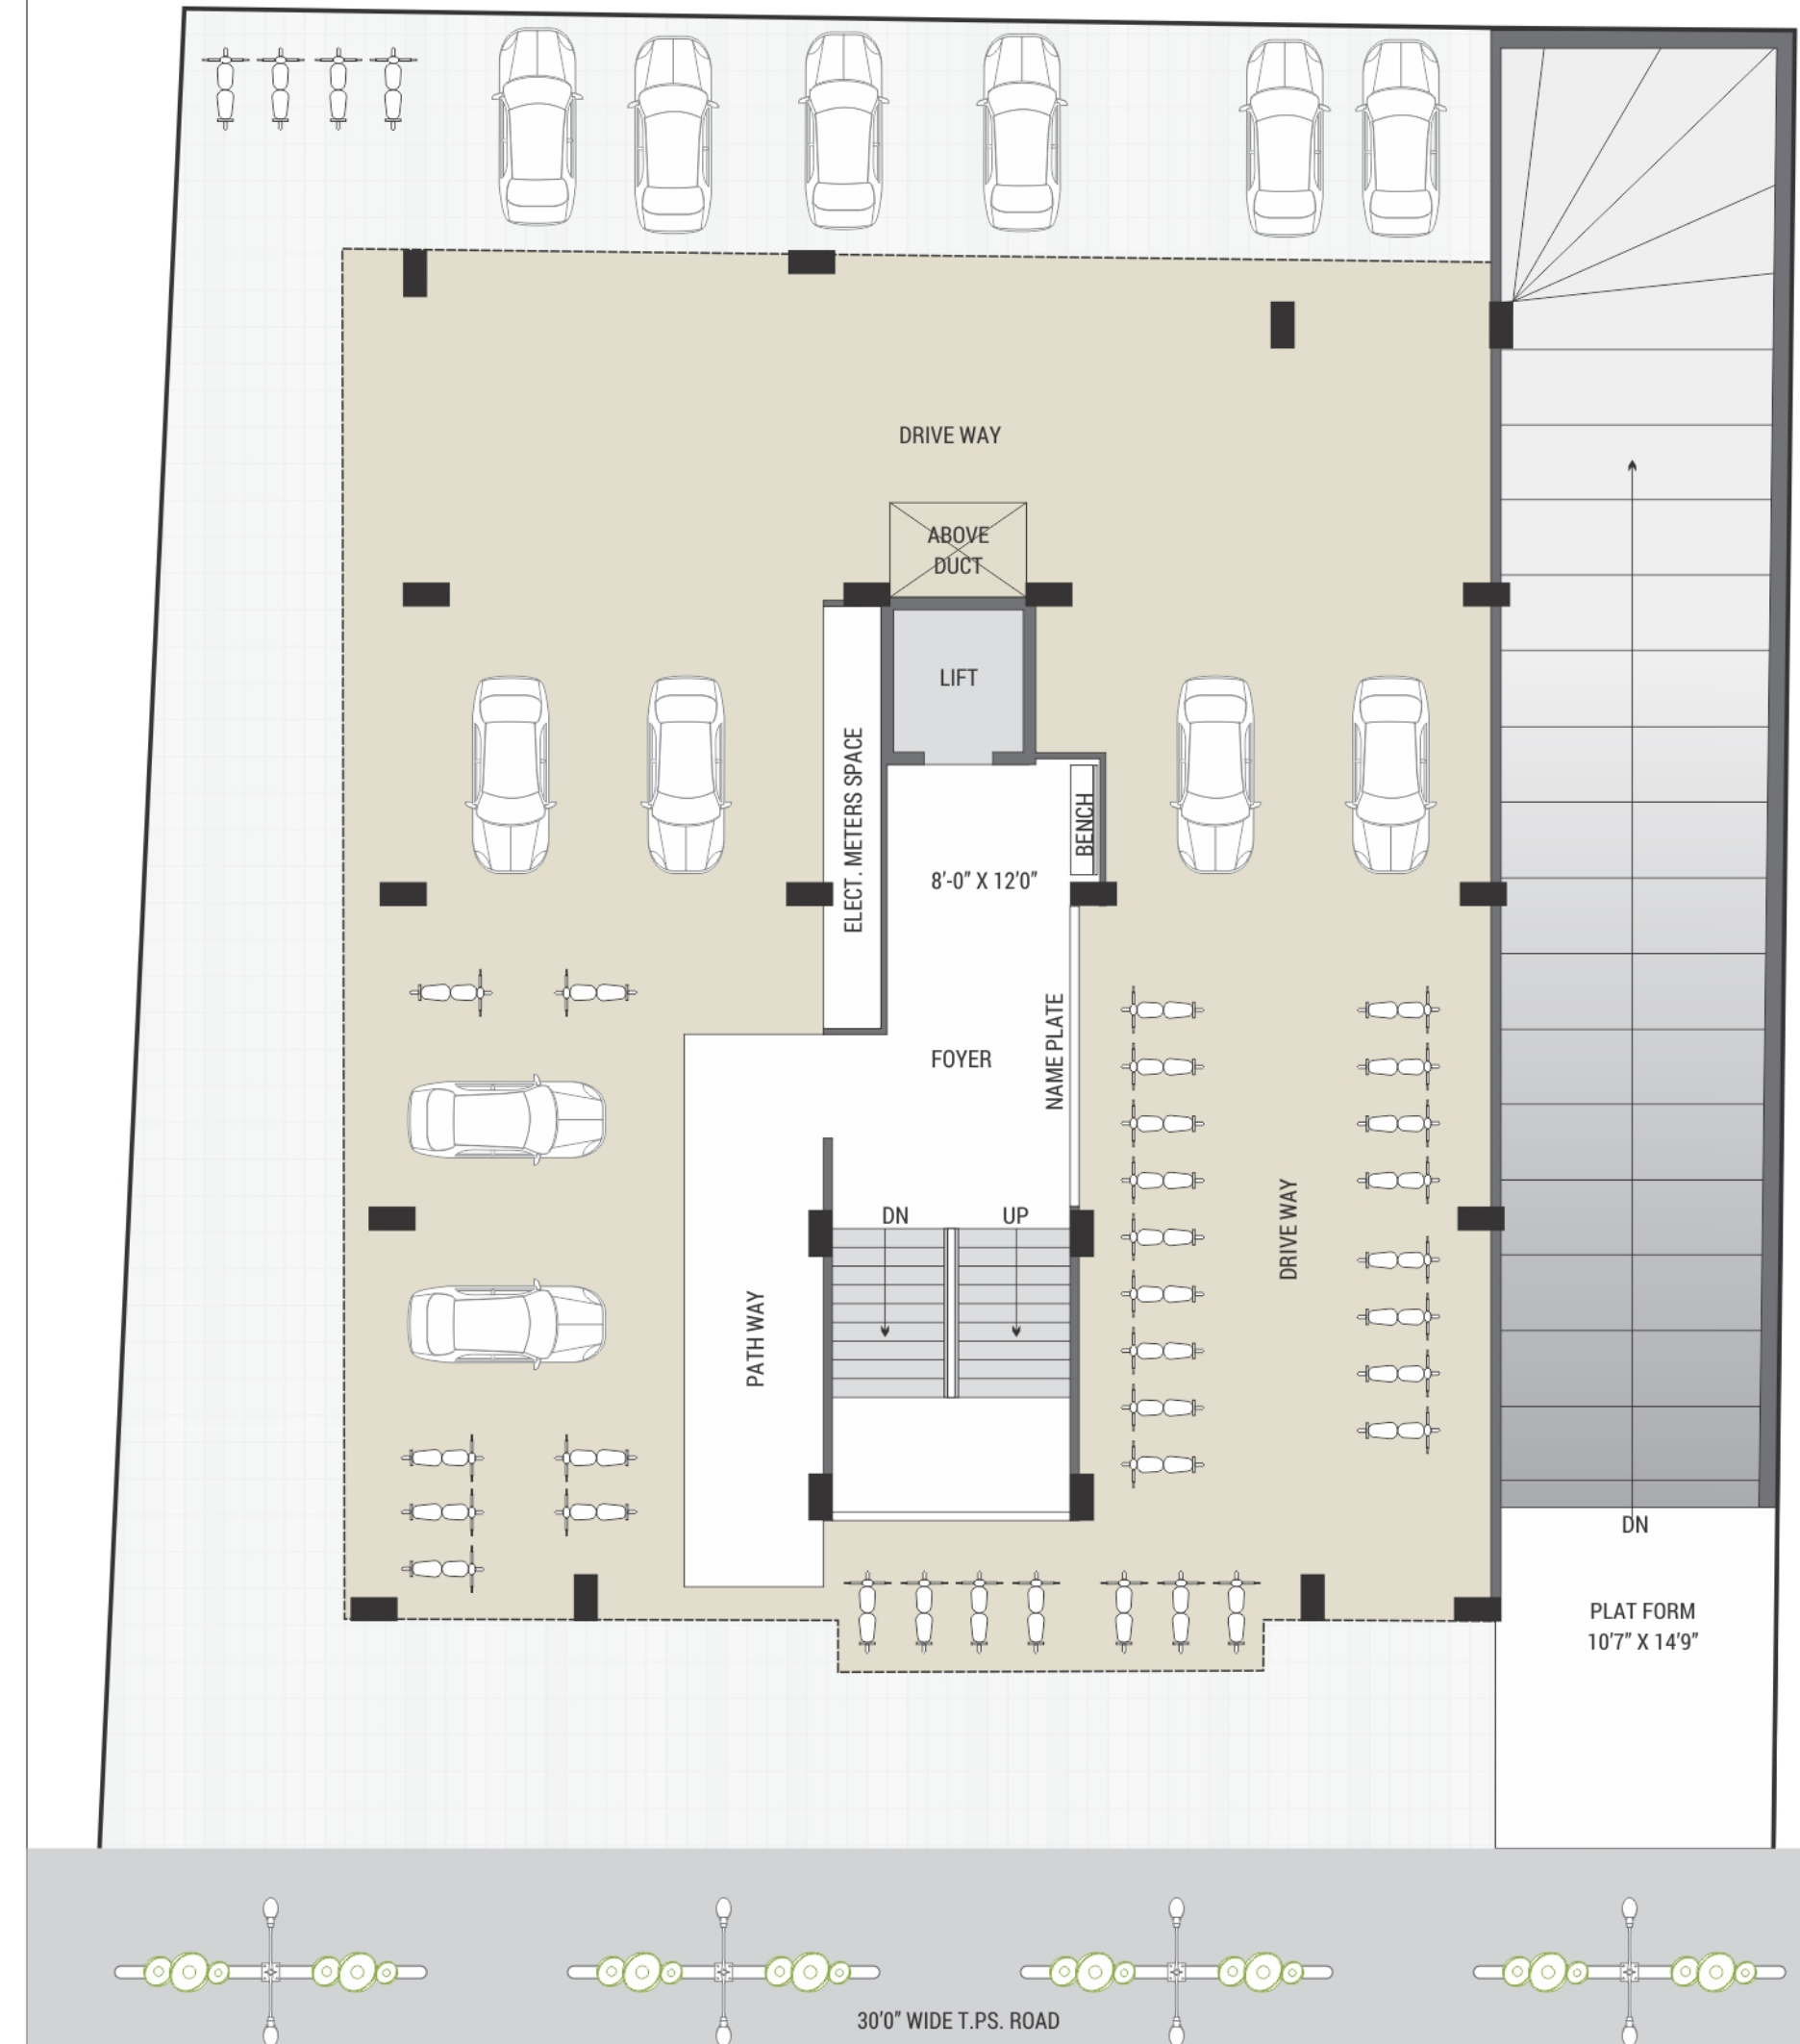 DRIVE WAY
ABOVE
DUCT
LIFT
ELECT. METERS SPACE
BENCH
8'-0" X 12'0"
FOYER
NAME PLATE
DN
UP
DRIVE WAY
PATH WAY
DN
PLAT FORM
10'7" X 14'9"
30'0" WIDE T.PS. ROAD